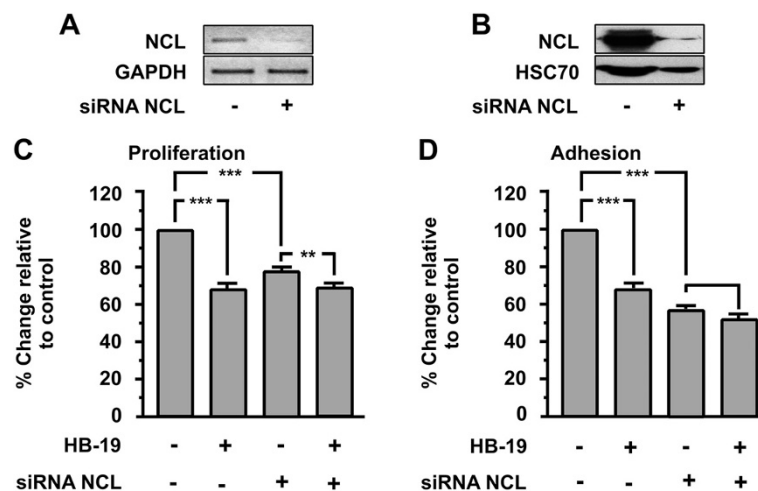 A
NCL
GAPDH
siRNA NCL - +
B
NCL
HSC70
siRNA NCL - +
C
Proliferation
% Change relative
to control
120
100
80
60
40
20
0
***
***
**
HB-19 - + - +
siRNA NCL - - + +
D
Adhesion
% Change relative
to control
120
100
80
60
40
20
0
***
***
HB-19 - + - +
siRNA NCL - - + +